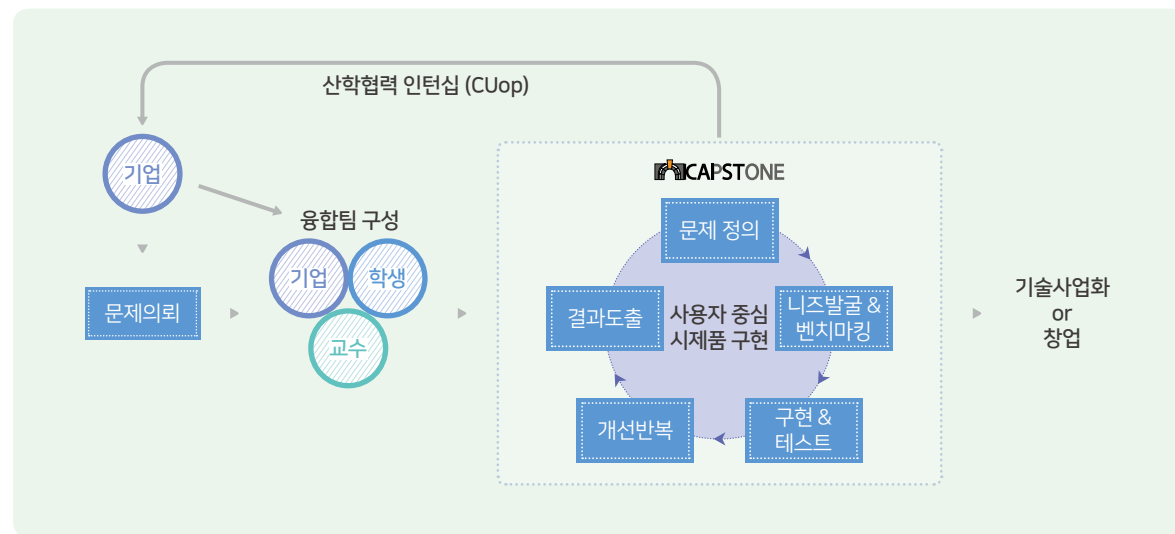 산학협력 인턴십 (CUop)
기업
문제의뢰
융합팀 구성
기업
학생
교수
CAPSTONE
문제 정의
니즈발굴 &
벤치마킹
구현 &
테스트
개선반복
결과도출
사용자 중심
시제품 구현
기술사업화
or
창업